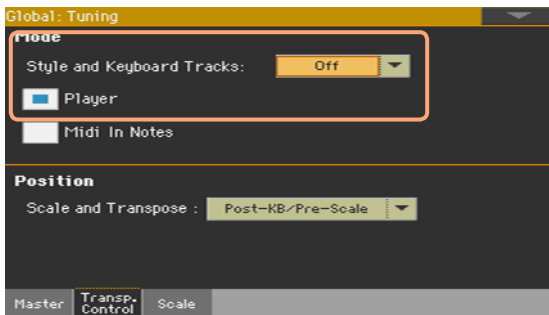 Global: Tuning
Mode
Style and Keyboard Tracks: Off
Player
Midi In Notes
Position
Scale and Transpose : Post-KB/Pre-Scale
Master Transp. Control Scale